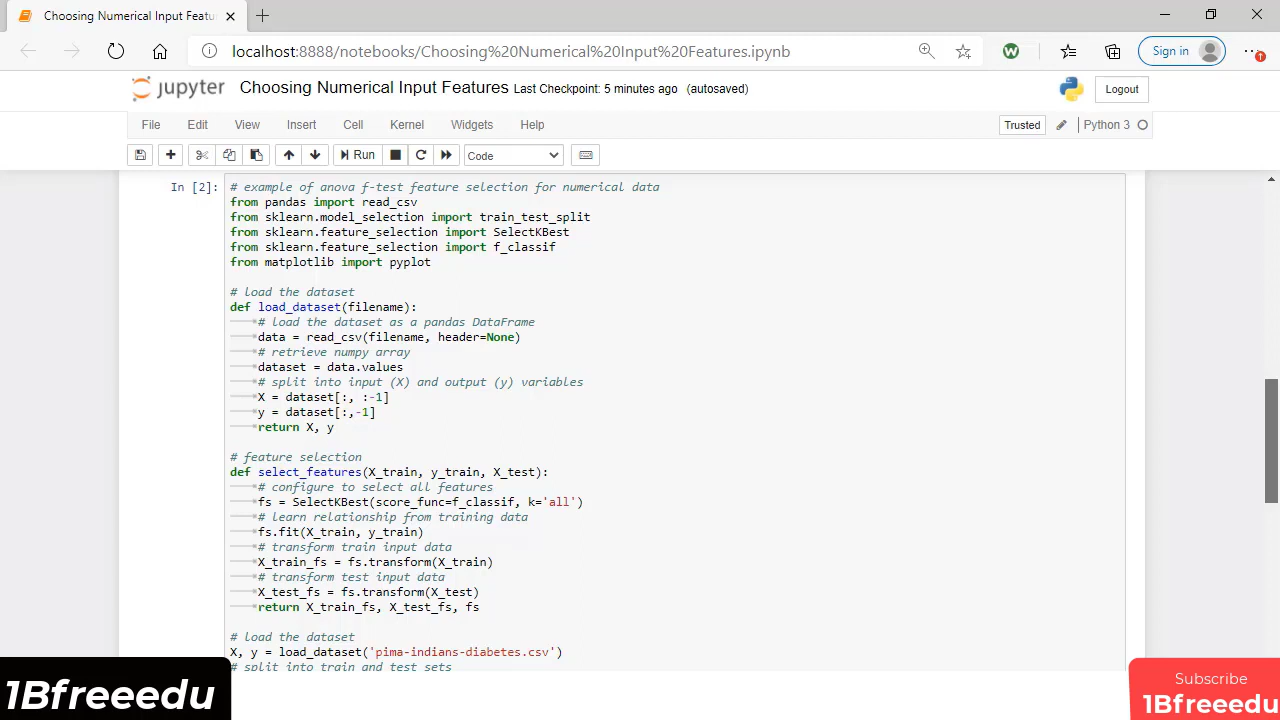 Choosing Numerical Input Featu
localhost:8888/notebooks/Choosing%20Numerical%20Input%20Features.ipynb
W
Sign in
jupyter Choosing Numerical Input Features Last Checkpoint: 5 minutes ago (autosaved)
Logout
File Edit View Insert Cell Kernel Widgets Help
Trusted
Python 3
Run
Code
In [2]:
# example of anova f-test feature selection for numerical data
from pandas import read_csv
from sklearn.model_selection import train_test_split
from sklearn.feature_selection import SelectKBest
from sklearn.feature_selection import f_classif
from matplotlib import pyplot
# load the dataset
def load_dataset(filename):
# load the dataset as a pandas DataFrame
data = read_csv(filename, header=None)
# retrieve numpy array
dataset = data.values
# split into input (X) and output (y) variables
X = dataset[:, :-1]
y = dataset[:,-1]
return X, y
# feature selection
def select_features(X_train, y_train, X_test):
# configure to select all features
fs = SelectKBest(score_func=f_classif, k='all')
# learn relationship from training data
fs.fit(X_train, y_train)
# transform train input data
X_train_fs = fs.transform(X_train)
# transform test input data
X_test_fs = fs.transform(X_test)
return X_train_fs, X_test_fs, fs
# load the dataset
X, y = load_dataset('pima-indians-diabetes.csv')
# split into train and test sets
1Bfreeedu
Subscribe
1Bfreeedu